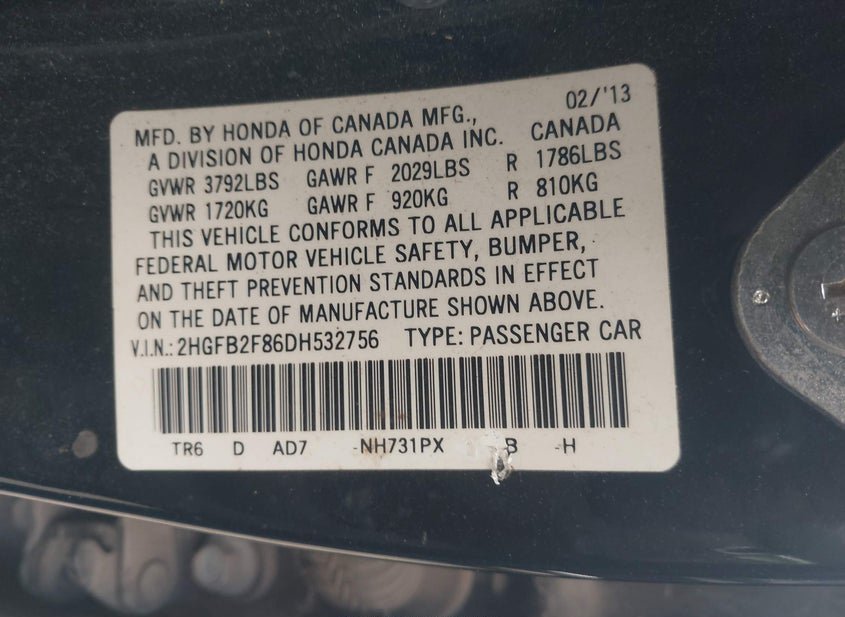 02/'13
MFD. BY HONDA OF CANADA MFG.,
A DIVISION OF HONDA CANADA INC. CANADA
GVWR 3792LBS GAWR F 2029LBS R 1786LBS
GVWR 1720KG GAWR F 920KG R 810KG
THIS VEHICLE CONFORMS TO ALL APPLICABLE
FEDERAL MOTOR VEHICLE SAFETY, BUMPER,
AND THEFT PREVENTION STANDARDS IN EFFECT
ON THE DATE OF MANUFACTURE SHOWN ABOVE.
V.I.N.: 2HGFB2F86DH532756 TYPE: PASSENGER CAR
TR6 D AD7 -NH731PX B -H